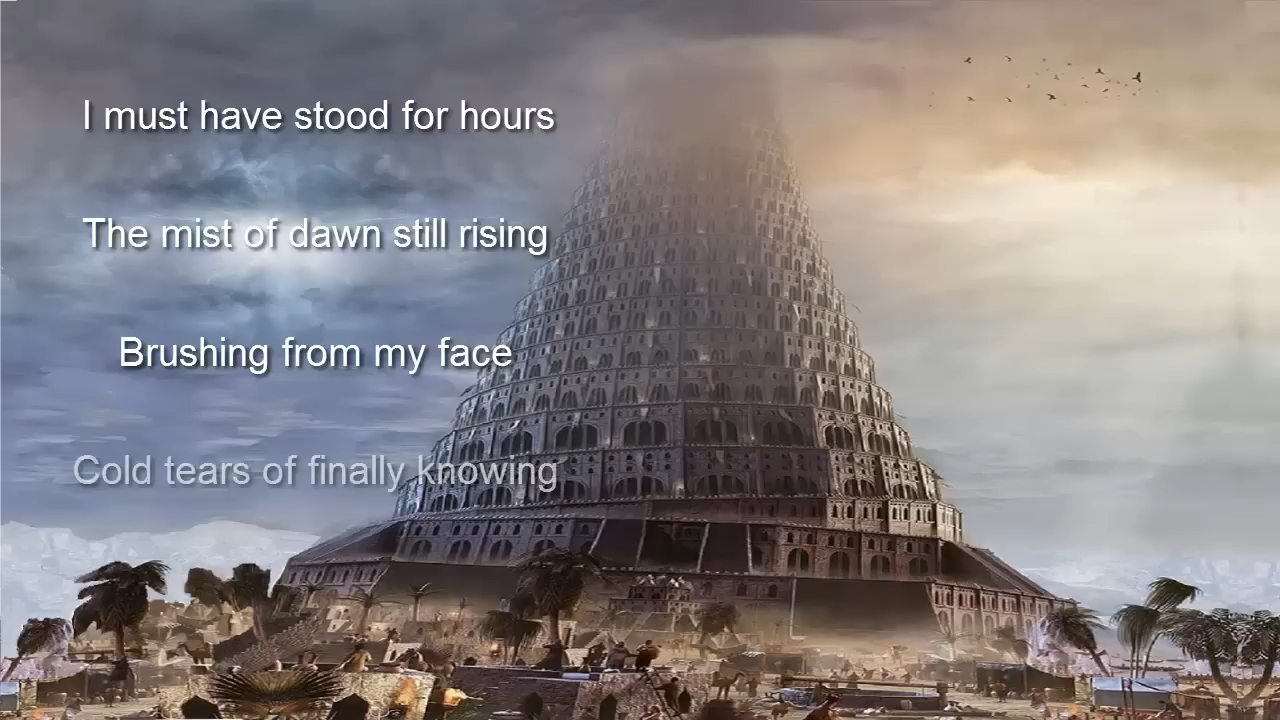 I must have stood for hours
The mist of dawn still rising
Brushing from my face
Cold tears of finally knowing